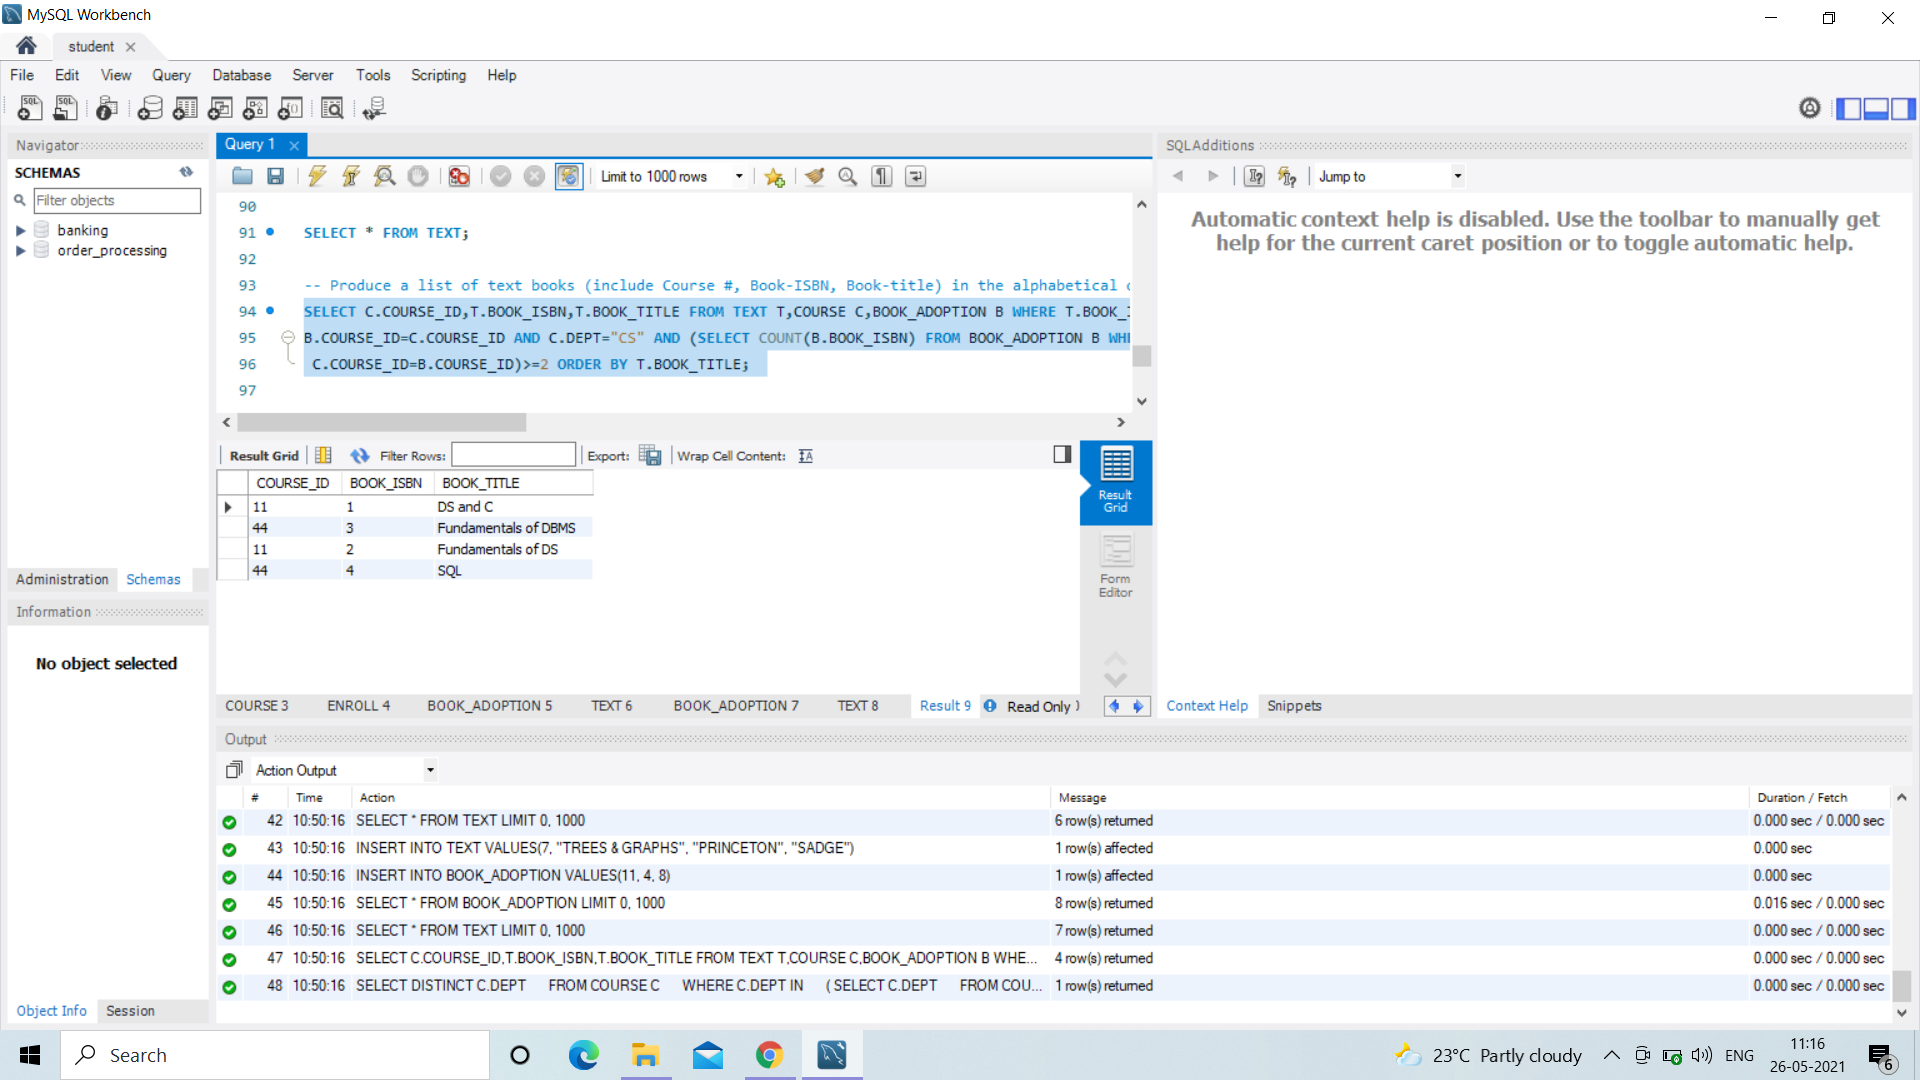 MySQL Workbench
student
File Edit View Query Database Server Tools Scripting Help
Navigator
SCHEMAS
Filter objects
banking
order_processing
Administration Schemas
Information
No object selected
Object Info Session
Query 1
Limit to 1000 rows
90
91 SELECT * FROM TEXT;
92
93 -- Produce a list of text books (include Course #, Book-ISBN, Book-title) in the alphabetical
94 SELECT C.COURSE_ID,T.BOOK_ISBN,T.BOOK_TITLE FROM TEXT T,COURSE C,BOOK_ADOPTION B WHERE T.BOOK_
95 B.COURSE_ID=C.COURSE_ID AND C.DEPT="CS" AND (SELECT COUNT(B.BOOK_ISBN) FROM BOOK_ADOPTION B WHE
96 C.COURSE_ID=B.COURSE_ID)>=2 ORDER BY T.BOOK_TITLE;
97
Result Grid Filter Rows: Export: Wrap Cell Content:
COURSE_ID BOOK_ISBN BOOK_TITLE
11 1 DS and C
44 3 Fundamentals of DBMS
11 2 Fundamentals of DS
44 4 SQL
Result Grid
Form Editor
COURSE 3 ENROLL 4 BOOK_ADOPTION 5 TEXT 6 BOOK_ADOPTION 7 TEXT 8 Result 9 Read Only
SQLAdditions
Jump to
Automatic context help is disabled. Use the toolbar to manually get
help for the current caret position or to toggle automatic help.
Context Help Snippets
Output
Action Output
# Time Action Message Duration / Fetch
42 10:50:16 SELECT * FROM TEXT LIMIT 0, 1000 6 row(s) returned 0.000 sec / 0.000 sec
43 10:50:16 INSERT INTO TEXT VALUES(7, "TREES & GRAPHS", "PRINCETON", "SADGE") 1 row(s) affected 0.000 sec
44 10:50:16 INSERT INTO BOOK_ADOPTION VALUES(11, 4, 8) 1 row(s) affected 0.000 sec
45 10:50:16 SELECT * FROM BOOK_ADOPTION LIMIT 0, 1000 8 row(s) returned 0.016 sec / 0.000 sec
46 10:50:16 SELECT * FROM TEXT LIMIT 0, 1000 7 row(s) returned 0.000 sec / 0.000 sec
47 10:50:16 SELECT C.COURSE_ID,T.BOOK_ISBN,T.BOOK_TITLE FROM TEXT T,COURSE C,BOOK_ADOPTION B WHE... 4 row(s) returned 0.000 sec / 0.000 sec
48 10:50:16 SELECT DISTINCT C.DEPT FROM COURSE C WHERE C.DEPT IN ( SELECT C.DEPT FROM COU... 1 row(s) returned 0.000 sec / 0.000 sec
Search
23°C Partly cloudy
ENG
11:16
26-05-2021
6